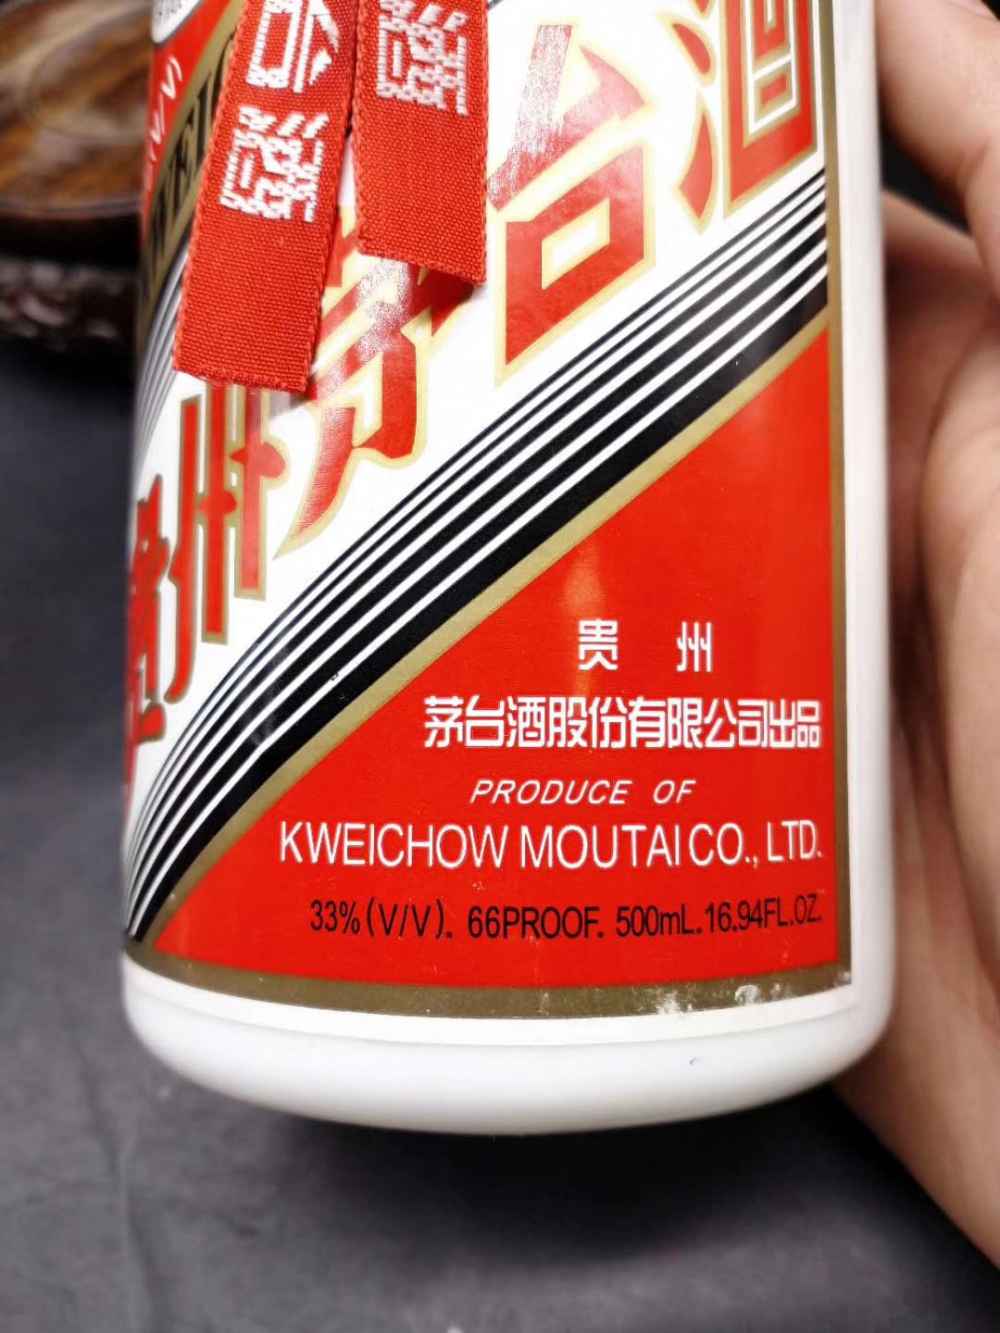 貴州茅台酒
贵 州
茅台酒股份有限公司出品
PRODUCE OF
KWEICHOW MOUTAI CO., LTD.
33% (V/V). 66PROOF. 500mL. 16.94FL.OZ.